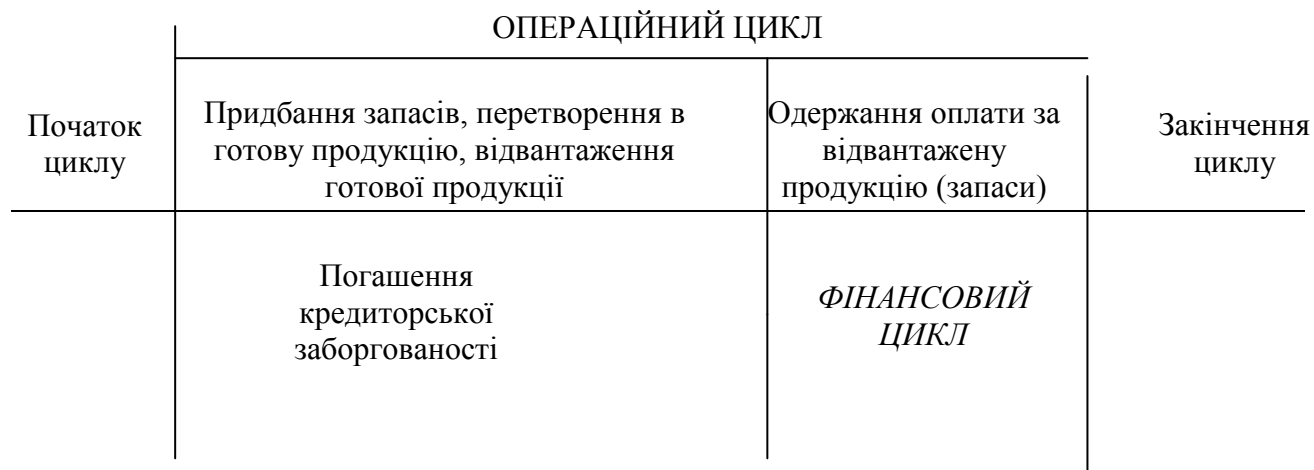 ОПЕРАЦІЙНИЙ ЦИКЛ
Початок
циклу
Придбання запасів, перетворення в
готову продукцію, відвантаження
готової продукції
Одержання оплати за
відвантажену
продукцію (запаси)
Закінчення
циклу
Погашення
кредиторської
заборгованості
ФІНАНСОВИЙ
ЦИКЛ